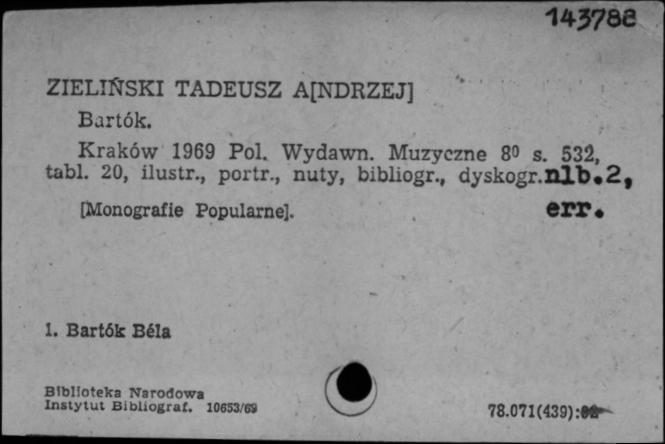 143788
ZIELIŃSKI TADEUSZ A[NDRZEJ]
Bartók.
Kraków 1969 Pol. Wydawn. Muzyczne 8⁰ s. 532,
tabl. 20, ilustr., portr., nuty, bibliogr., dyskogr. nlb.2,
[Monografie Popularne]. err.
1. Bartók Béla
Biblioteka Narodowa
Instytut Bibliograf. 10653/69
78.071(439):